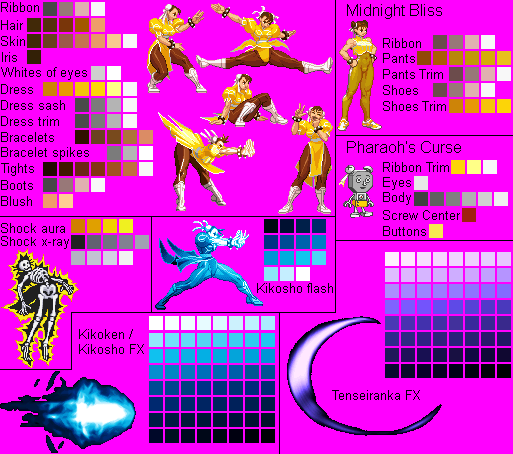 Ribbon
Hair
Skin
Iris
Whites of eyes
Dress
Dress sash
Dress trim
Bracelets
Bracelet spikes
Tights
Boots
Blush
Midnight Bliss
Ribbon
Pants
Pants Trim
Shoes
Shoes Trim
Pharaoh's Curse
Ribbon Trim
Eyes
Body
Screw Center
Buttons
Shock aura
Shock x-ray
Kikosho flash
Kikoken /
Kikosho FX
Tenseiranka FX